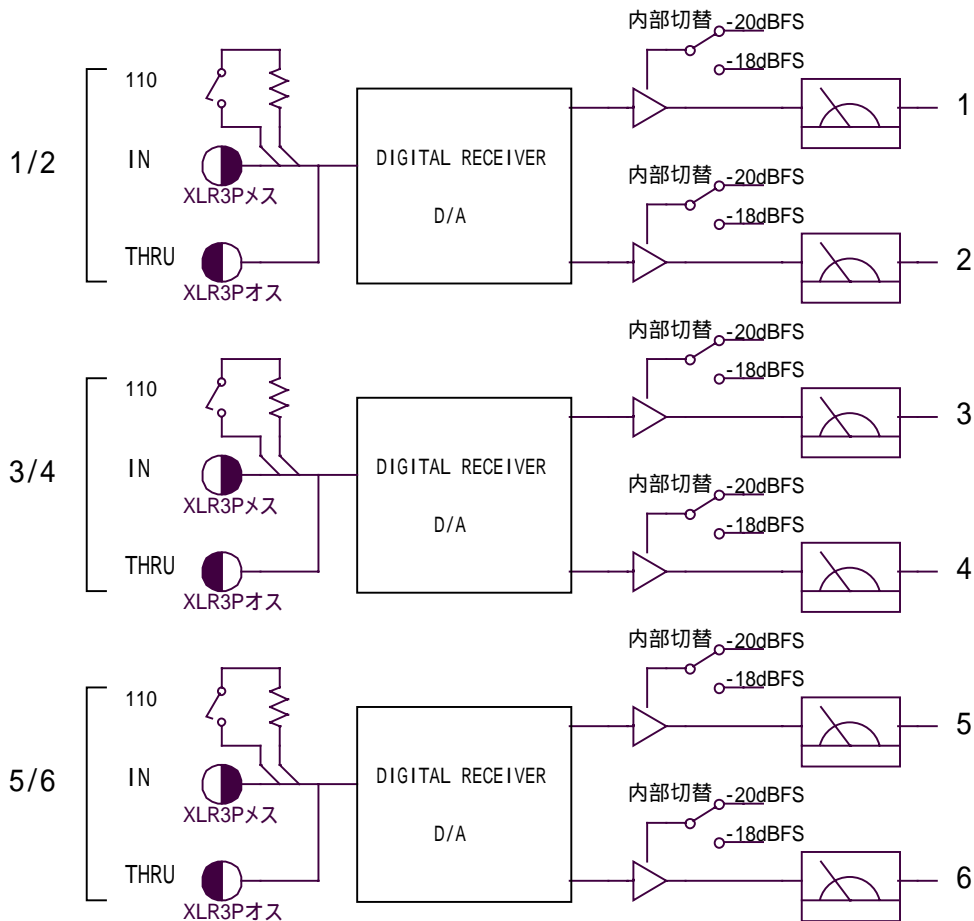 内部切替 -20dBFS
-18dBFS
110
1
1/2
IN
DIGITAL RECEIVER
XLR3Pメス
内部切替 -20dBFS
D/A
-18dBFS
THRU
2
XLR3Pオス
内部切替 -20dBFS
-18dBFS
110
3
3/4
IN
DIGITAL RECEIVER
XLR3Pメス
内部切替 -20dBFS
D/A
-18dBFS
THRU
4
XLR3Pオス
内部切替 -20dBFS
-18dBFS
110
5
5/6
IN
DIGITAL RECEIVER
XLR3Pメス
内部切替 -20dBFS
D/A
-18dBFS
THRU
6
XLR3Pオス